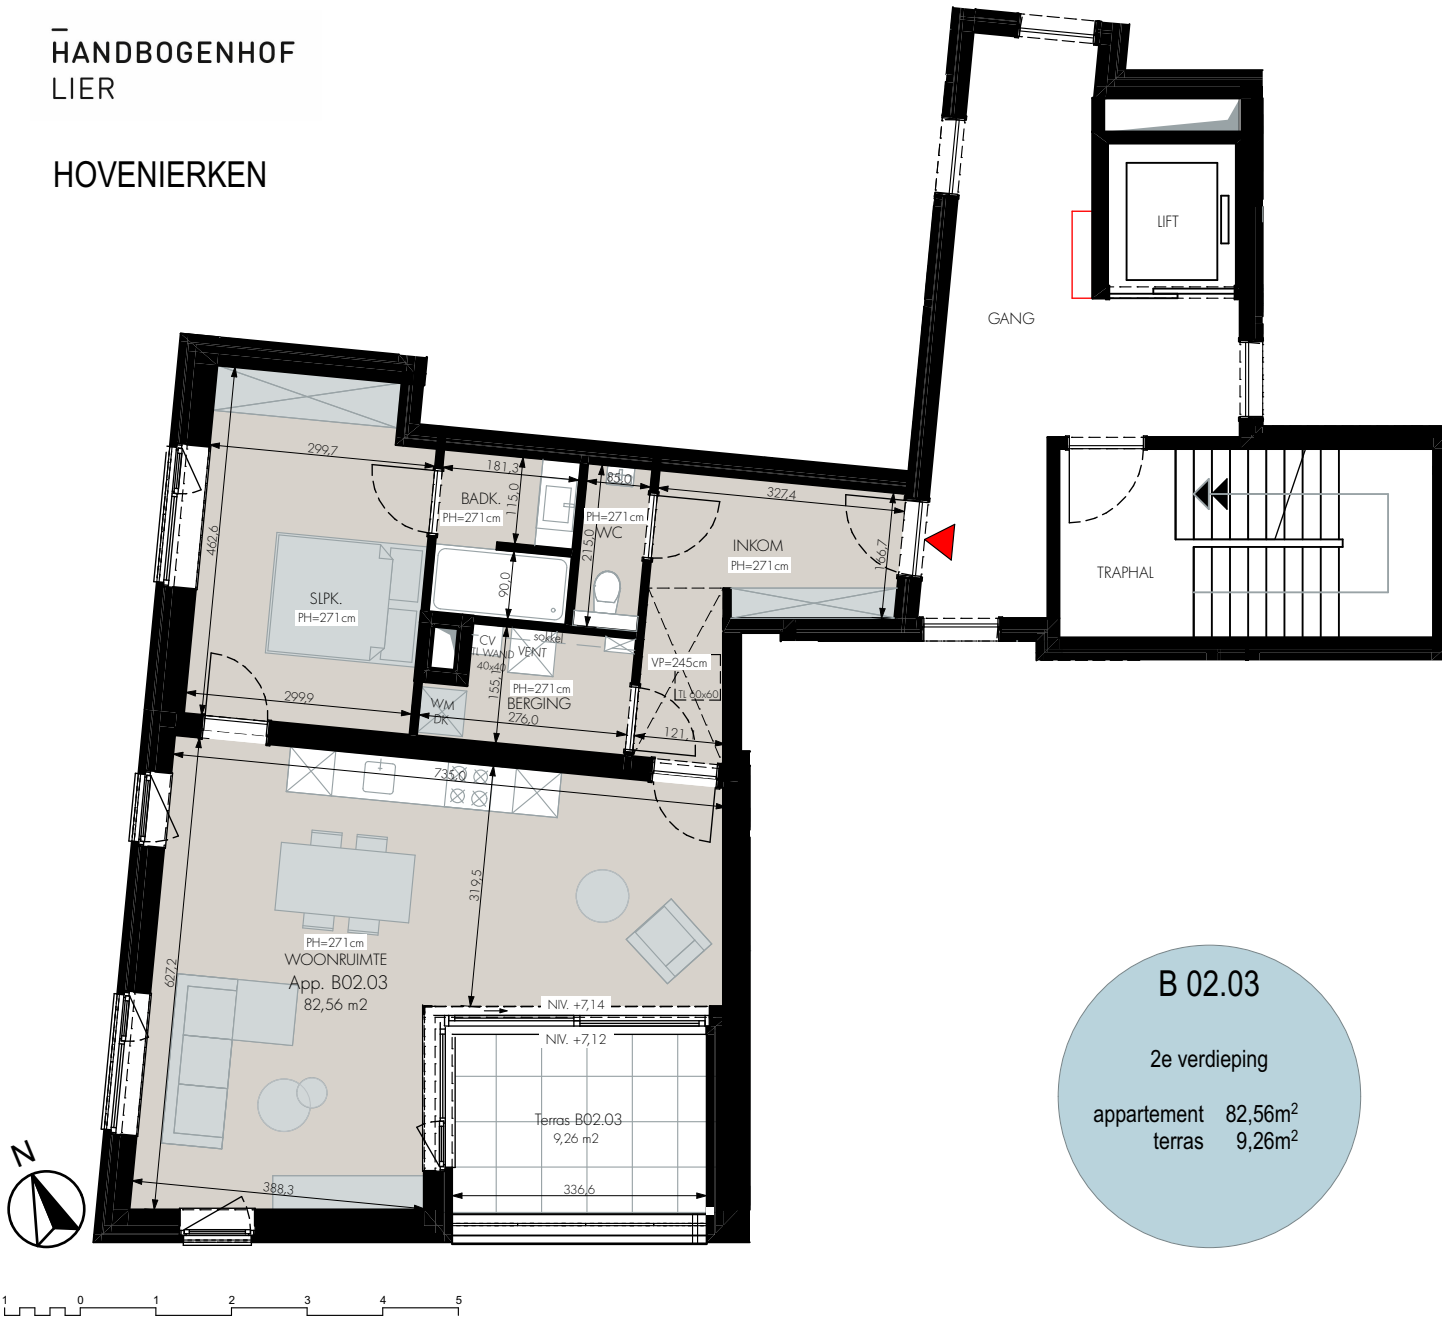 HANDBOGENHOF
LIER
HOVENIERKEN
LIFT
GANG
TRAPHAL
299,7
462,6
SLPK.
PH=271cm
299,9
181,3
115,0
BADK.
PH=271cm
90,0
85,0
PH=271cm
WC
215,0
327,4
INKOM
PH=271cm
166,7
CV
TL WAND
40x40
sokkel
VENT
155,1
PH=271cm
BERGING
276,0
WM
DK
VP=245cm
TL 60x60
121,1
735,0
319,5
627,2
PH=271cm
WOONRUIMTE
App. B02.03
82,56 m2
NIV. +7,14
NIV. +7,12
Terras B02.03
9,26 m2
388,3
336,6
B 02.03
2e verdieping
appartement 82,56m²
terras 9,26m²
N
1 0 1 2 3 4 5